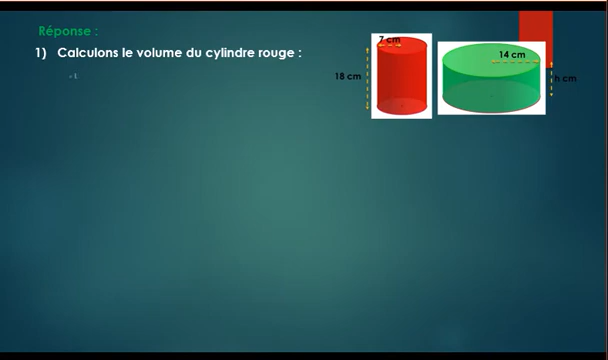 Réponse :
1) Calculons le volume du cylindre rouge :
7 cm
18 cm
14 cm
h cm